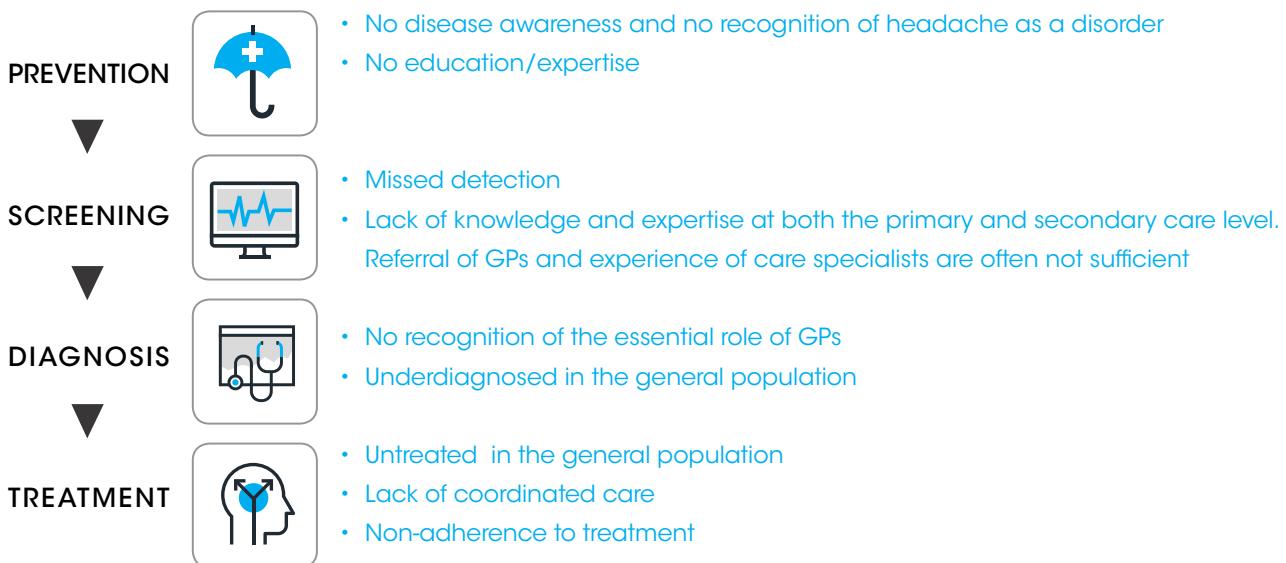 PREVENTION
• No disease awareness and no recognition of headache as a disorder
• No education/expertise
SCREENING
• Missed detection
• Lack of knowledge and expertise at both the primary and secondary care level.
Referral of GPs and experience of care specialists are often not sufficient
DIAGNOSIS
• No recognition of the essential role of GPs
• Underdiagnosed in the general population
TREATMENT
• Untreated in the general population
• Lack of coordinated care
• Non-adherence to treatment